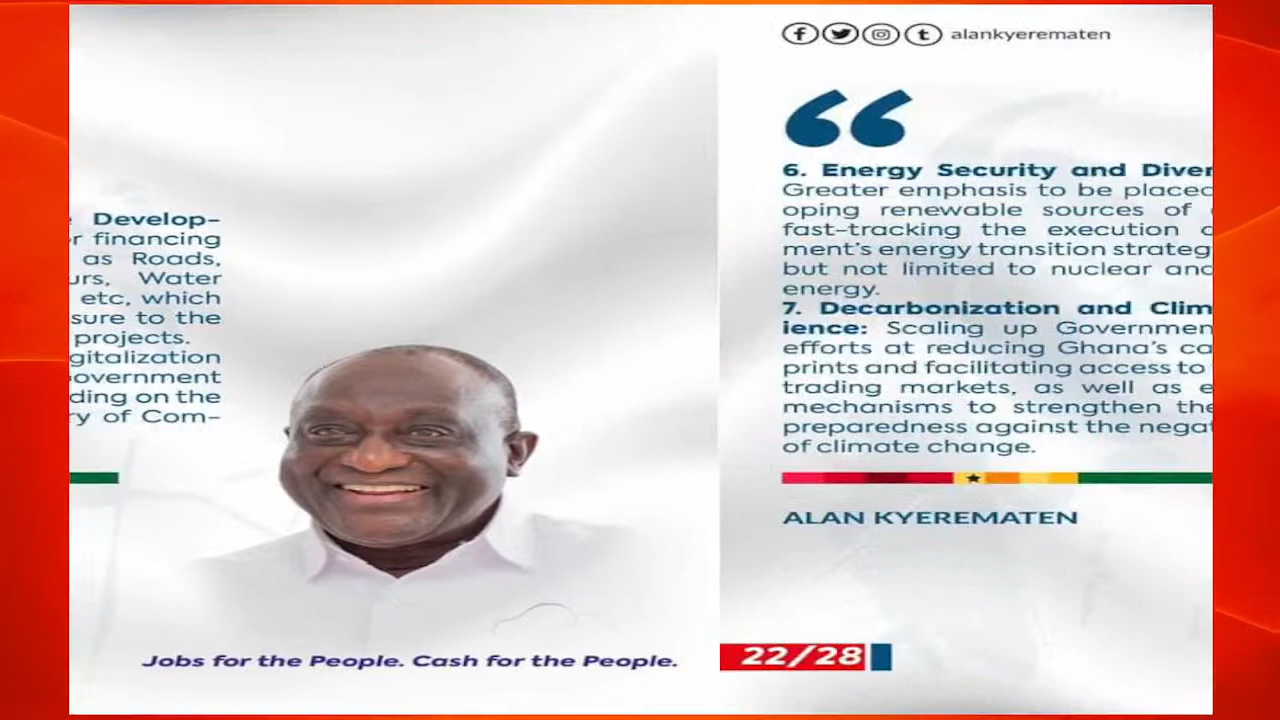 Develop-
financing
as Roads,
Water
etc, which
sure to the
projects.
gitalization
overnment
ding on the
ry of Com-
Jobs for the People. Cash for the People.
alankyerematen
6. Energy Security and Diver
Greater emphasis to be placed
oping renewable sources of
fast-tracking the execution
ment's energy transition strategy
but not limited to nuclear and
energy.
7. Decarbonization and Clim
ience: Scaling up Governmen
efforts at reducing Ghana's ca
prints and facilitating access to
trading markets, as well as e
mechanisms to strengthen the
preparedness against the negat
of climate change.
ALAN KYEREMATEN
22/28